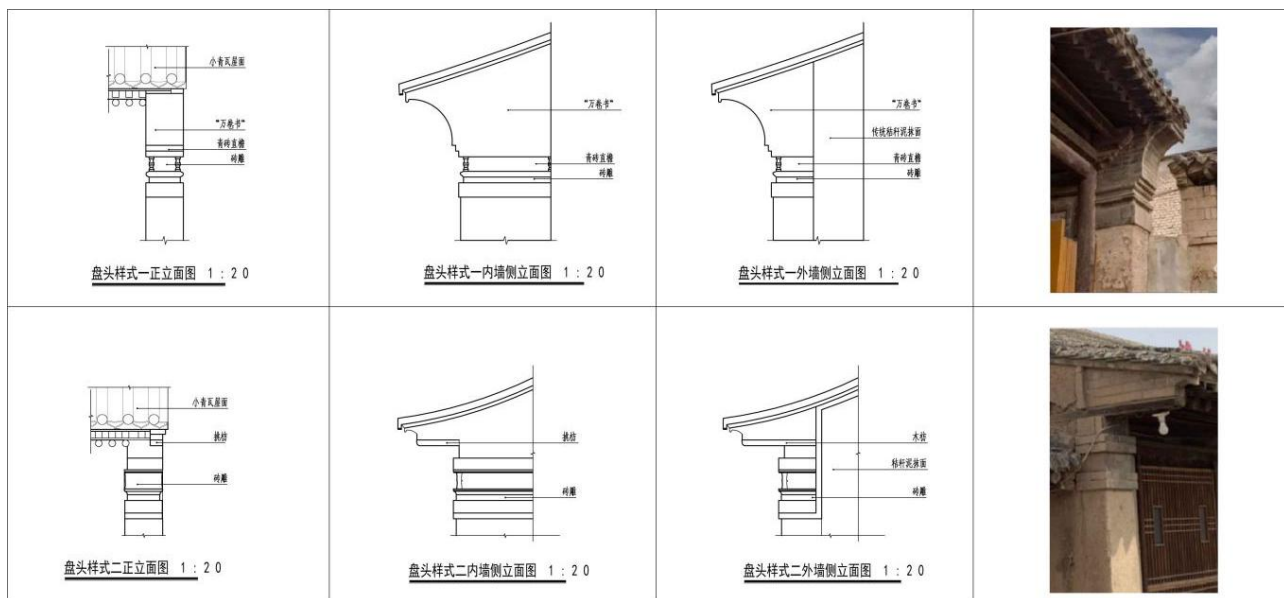 小青瓦屋面
"万卷书"
青砖直檐
砖雕
盘头样式一正立面图 1:20
"万卷书"
青砖直檐
砖雕
盘头样式一内墙侧立面图 1:20
"万卷书"
传统秸秆泥抹面
青砖直檐
砖雕
盘头样式一外墙侧立面图 1:20
小青瓦屋面
挑枋
砖雕
盘头样式二正立面图 1:20
挑枋
砖雕
盘头样式二内墙侧立面图 1:20
木枋
秸秆泥抹面
砖雕
盘头样式二外墙侧立面图 1:20